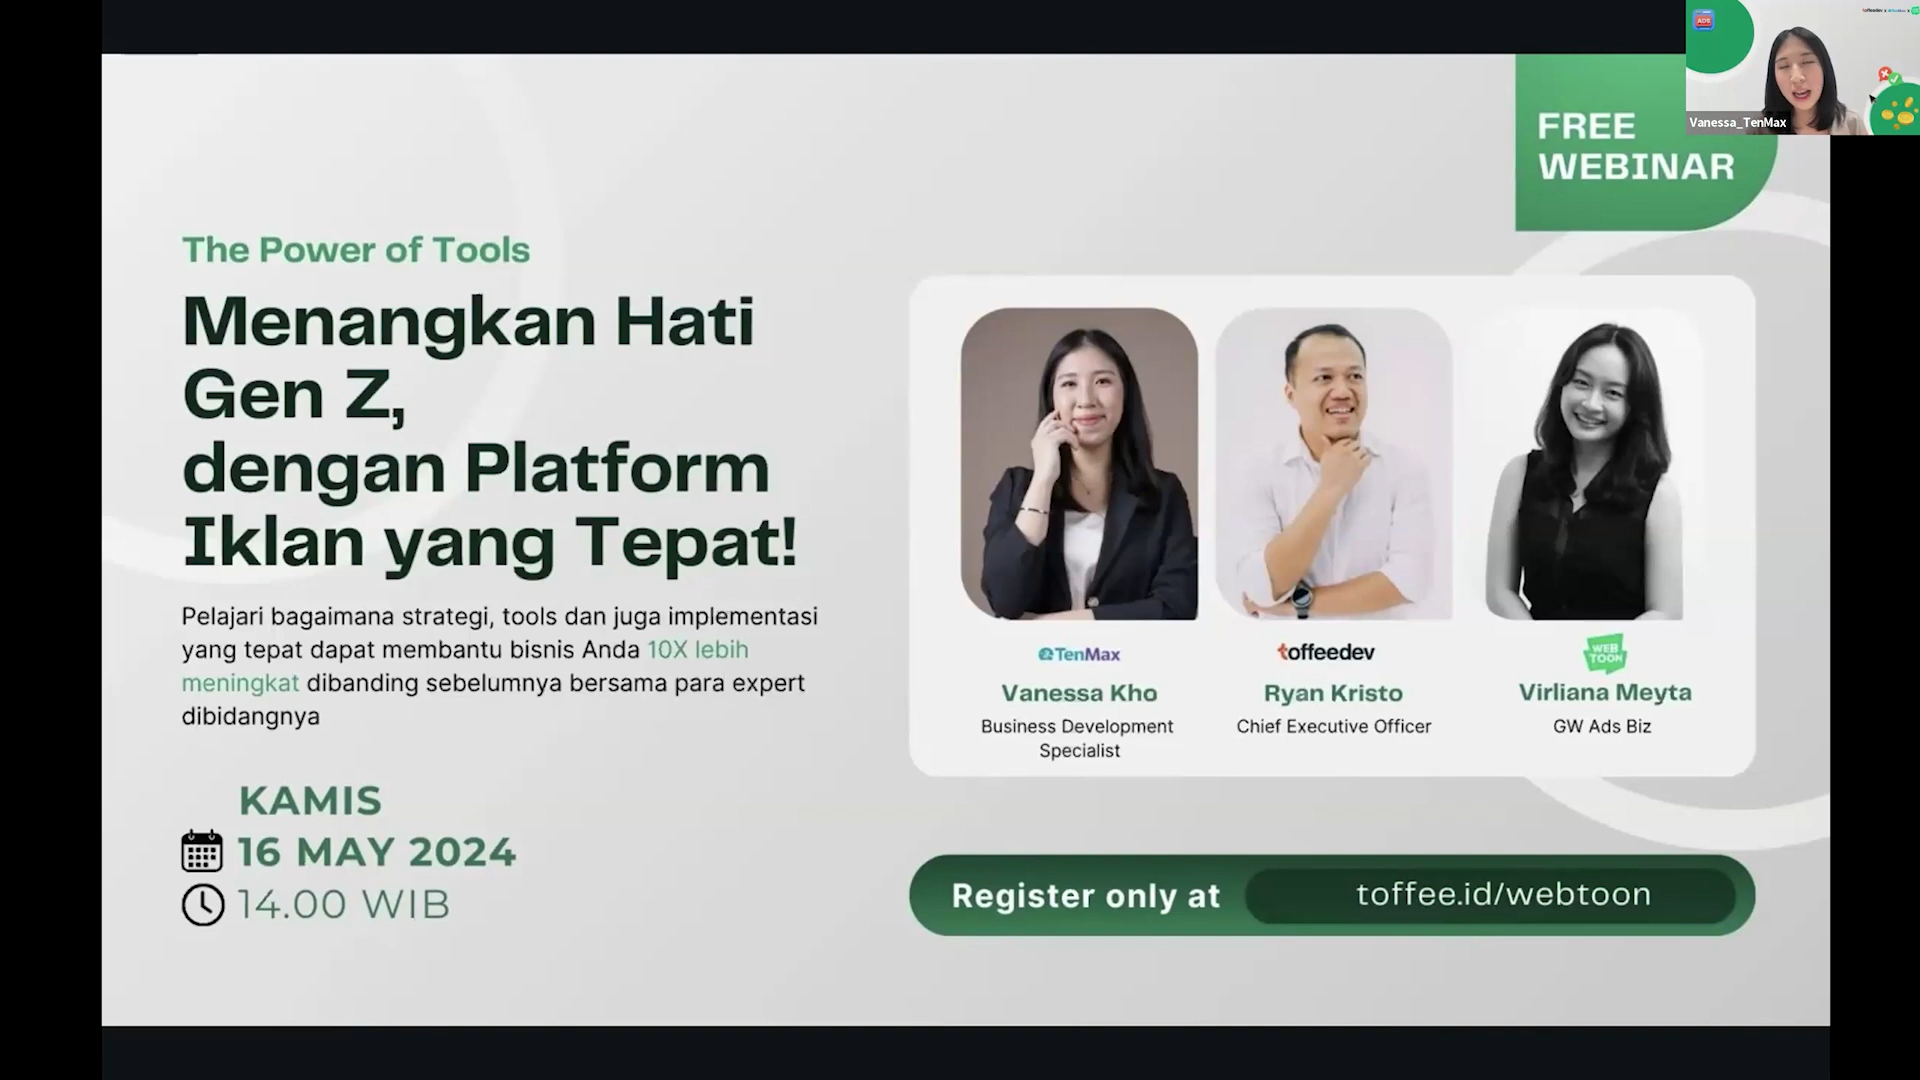 ADS
Vanessa_TenMax
FREE
WEBINAR
The Power of Tools
Menangkan Hati
Gen Z,
dengan Platform
Iklan yang Tepat!
Pelajari bagaimana strategi, tools dan juga implementasi
yang tepat dapat membantu bisnis Anda 10X lebih
meningkat dibanding sebelumnya bersama para expert
dibidangnya
KAMIS
16 MAY 2024
14.00 WIB
TenMax
Vanessa Kho
Business Development
Specialist
toffeedev
Ryan Kristo
Chief Executive Officer
WEB
TOON
Virliana Meyta
GW Ads Biz
Register only at toffee.id/webtoon